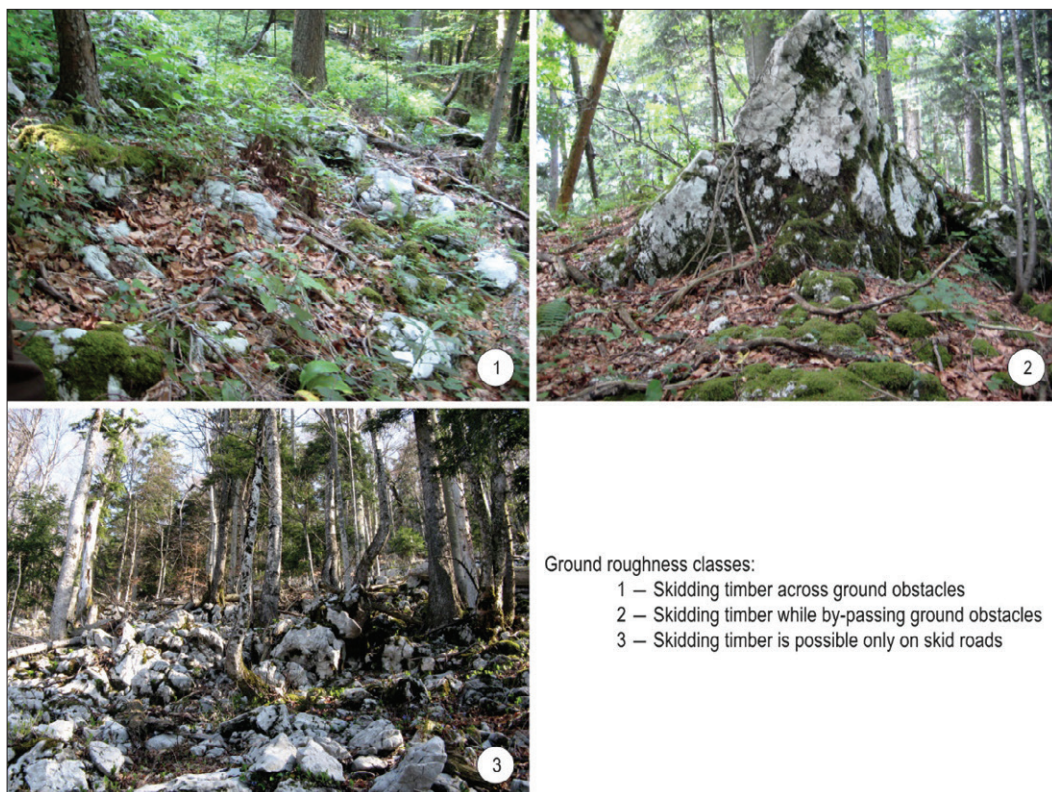 1
2
3
Ground roughness classes:
1 – Skidding timber across ground obstacles
2 – Skidding timber while by-passing ground obstacles
3 – Skidding timber is possible only on skid roads